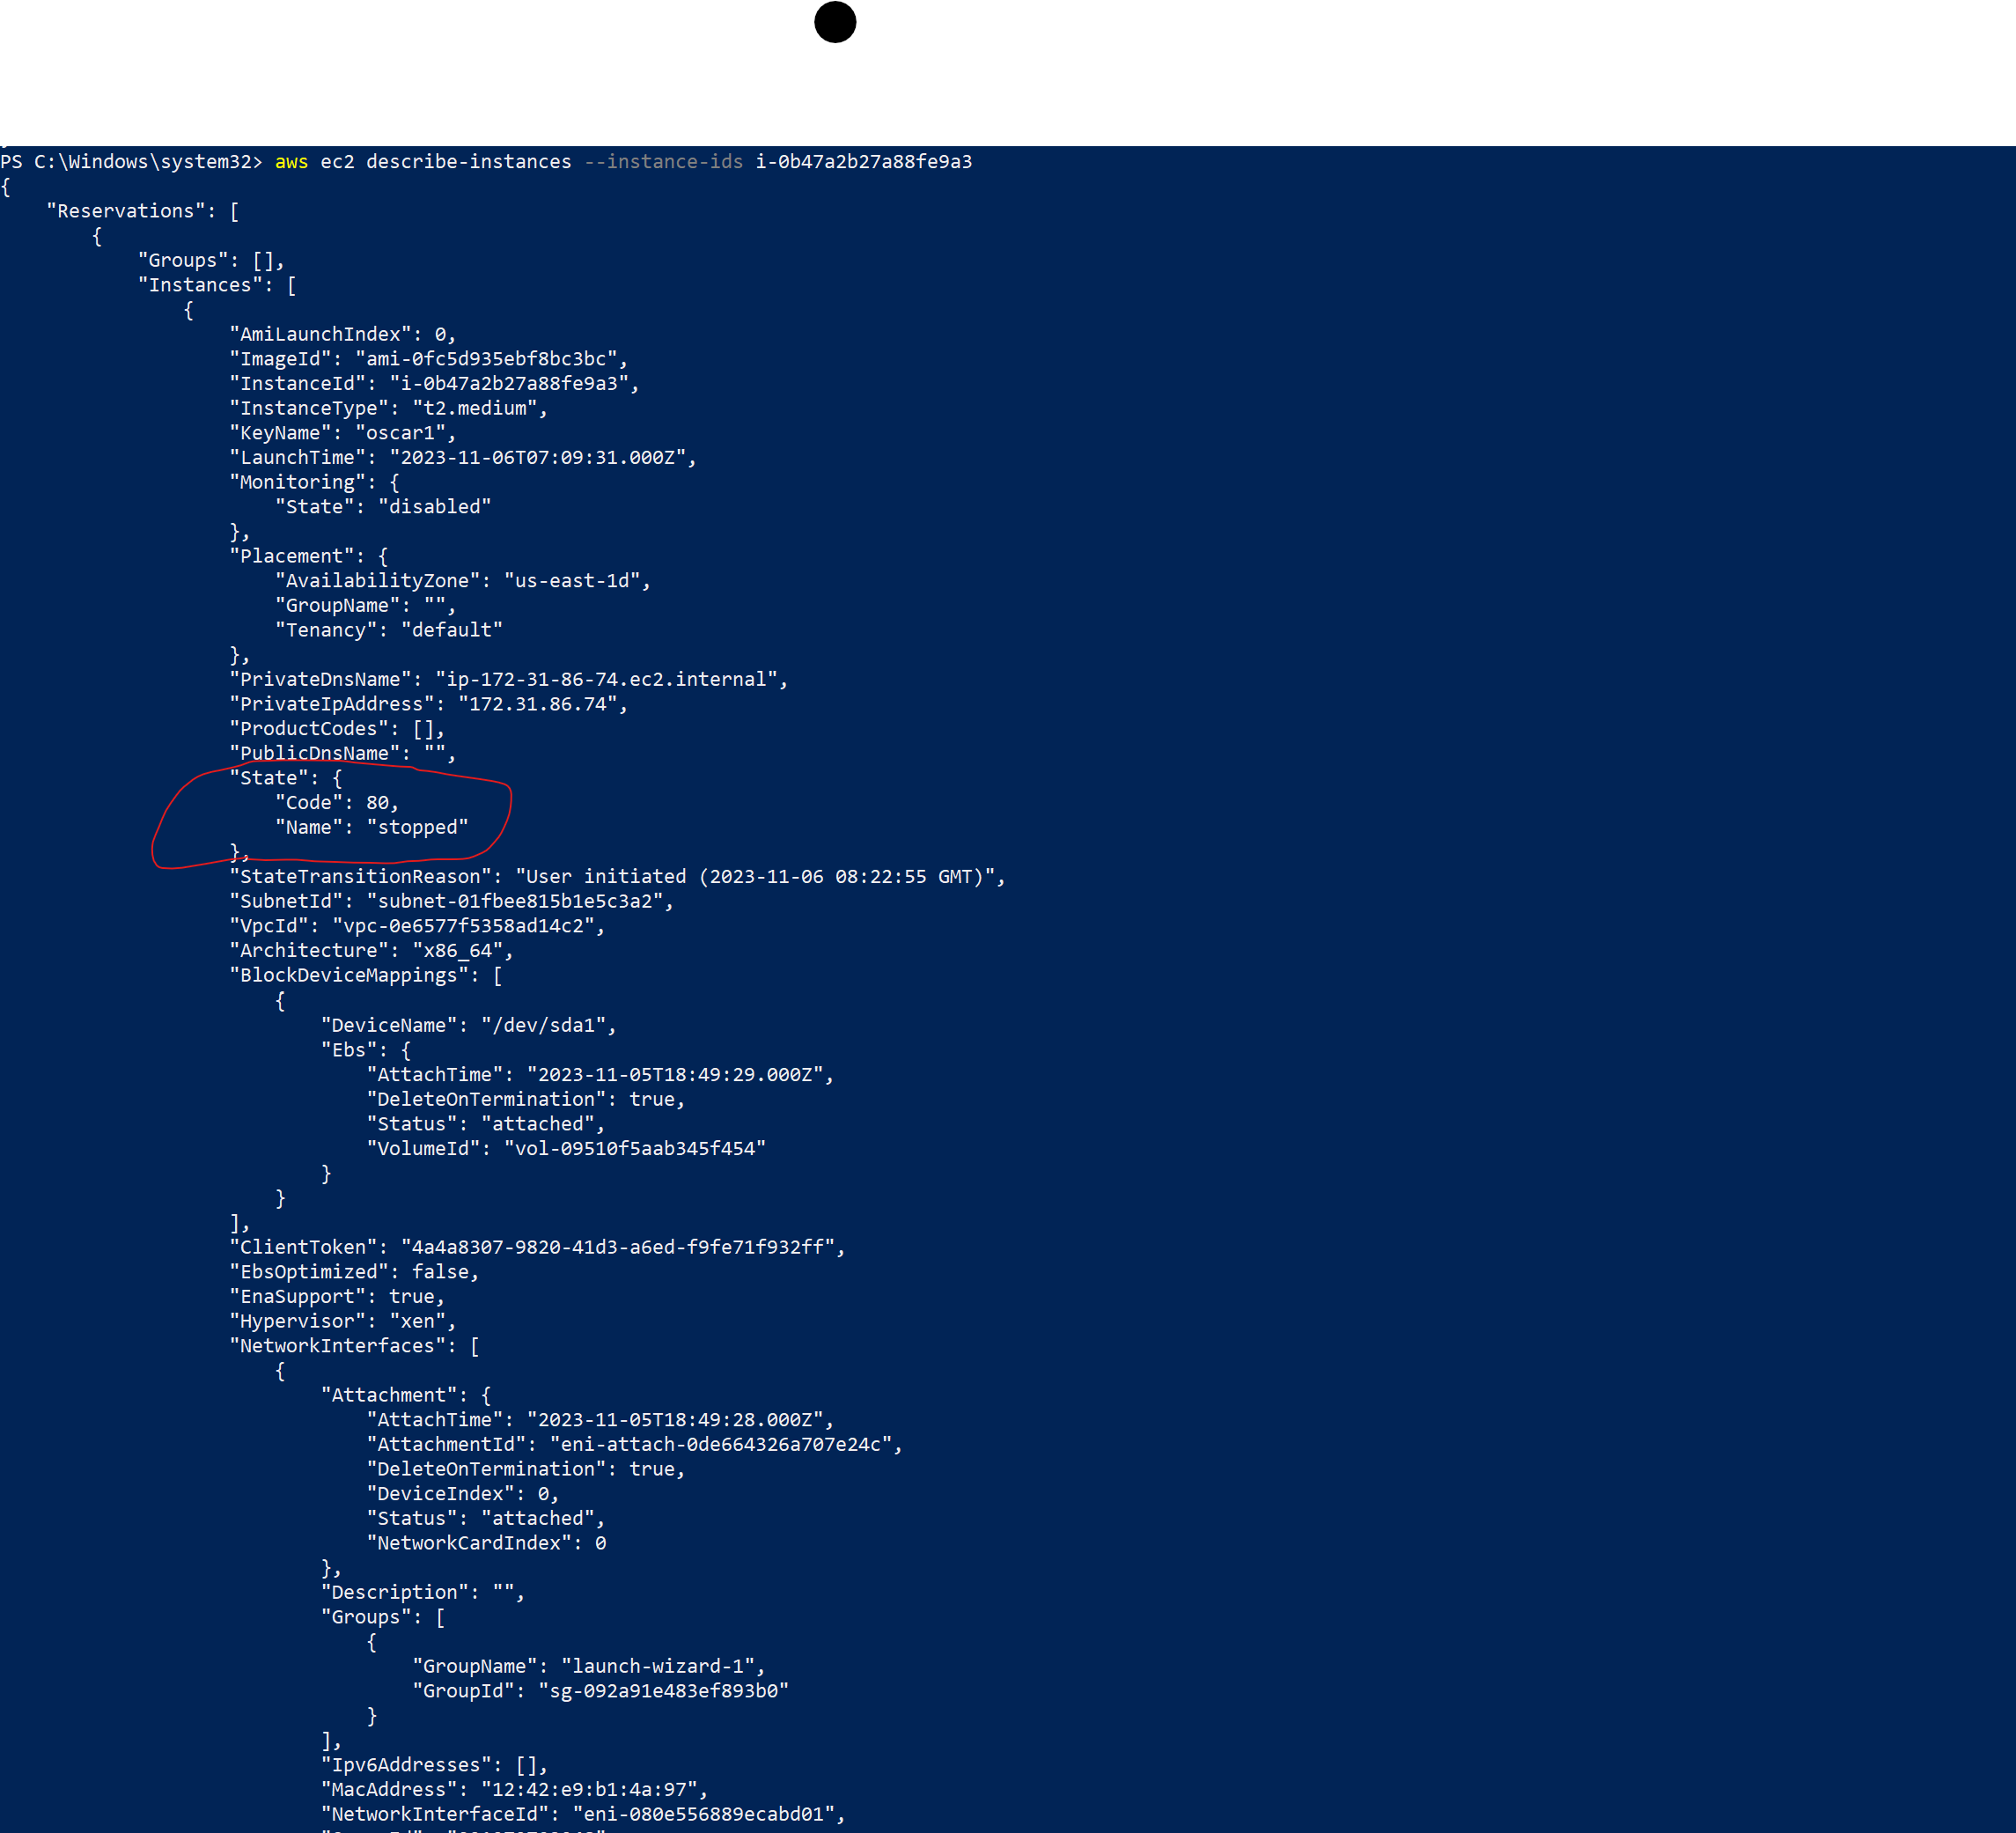 PS C:\Windows\system32> aws ec2 describe-instances --instance-ids i-0b47a2b27a88fe9a3
{
    "Reservations": [
        {
            "Groups": [],
            "Instances": [
                {
                    "AmiLaunchIndex": 0,
                    "ImageId": "ami-0fc5d935ebf8bc3bc",
                    "InstanceId": "i-0b47a2b27a88fe9a3",
                    "InstanceType": "t2.medium",
                    "KeyName": "oscar1",
                    "LaunchTime": "2023-11-06T07:09:31.000Z",
                    "Monitoring": {
                        "State": "disabled"
                    },
                    "Placement": {
                        "AvailabilityZone": "us-east-1d",
                        "GroupName": "",
                        "Tenancy": "default"
                    },
                    "PrivateDnsName": "ip-172-31-86-74.ec2.internal",
                    "PrivateIpAddress": "172.31.86.74",
                    "ProductCodes": [],
                    "PublicDnsName": "",
                    "State": {
                        "Code": 80,
                        "Name": "stopped"
                    },
                    "StateTransitionReason": "User initiated (2023-11-06 08:22:55 GMT)",
                    "SubnetId": "subnet-01fbee815b1e5c3a2",
                    "VpcId": "vpc-0e6577f5358ad14c2",
                    "Architecture": "x86_64",
                    "BlockDeviceMappings": [
                        {
                            "DeviceName": "/dev/sda1",
                            "Ebs": {
                                "AttachTime": "2023-11-05T18:49:29.000Z",
                                "DeleteOnTermination": true,
                                "Status": "attached",
                                "VolumeId": "vol-09510f5aab345f454"
                            }
                        }
                    ],
                    "ClientToken": "4a4a8307-9820-41d3-a6ed-f9fe71f932ff",
                    "EbsOptimized": false,
                    "EnaSupport": true,
                    "Hypervisor": "xen",
                    "NetworkInterfaces": [
                        {
                            "Attachment": {
                                "AttachTime": "2023-11-05T18:49:28.000Z",
                                "AttachmentId": "eni-attach-0de664326a707e24c",
                                "DeleteOnTermination": true,
                                "DeviceIndex": 0,
                                "Status": "attached",
                                "NetworkCardIndex": 0
                            },
                            "Description": "",
                            "Groups": [
                                {
                                    "GroupName": "launch-wizard-1",
                                    "GroupId": "sg-092a91e483ef893b0"
                                }
                            ],
                            "Ipv6Addresses": [],
                            "MacAddress": "12:42:e9:b1:4a:97",
                            "NetworkInterfaceId": "eni-080e556889ecabd01",